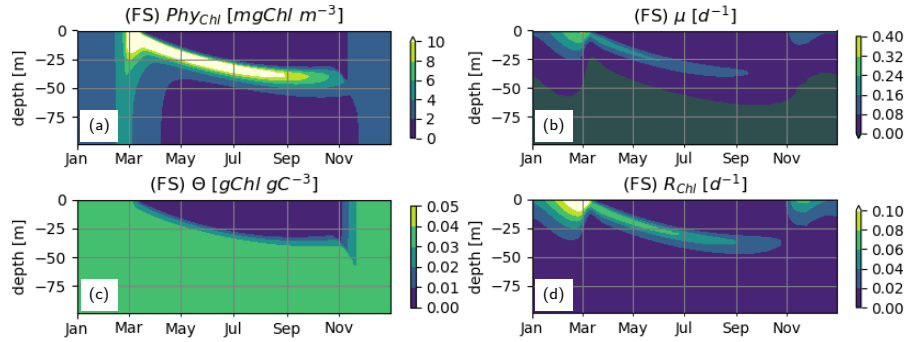 (FS) Phy_Chl [mgChl m⁻³]
depth [m]
0
−25
−50
−75
(a)
Jan Mar May Jul Sep Nov
10
8
6
4
2
0
(FS) μ [d⁻¹]
depth [m]
0
−25
−50
−75
(b)
Jan Mar May Jul Sep Nov
0.40
0.32
0.24
0.16
0.08
0.00
(FS) Θ [gChl gC⁻³]
depth [m]
0
−25
−50
−75
(c)
Jan Mar May Jul Sep Nov
0.05
0.04
0.03
0.02
0.01
0.00
(FS) R_Chl [d⁻¹]
depth [m]
0
−25
−50
−75
(d)
Jan Mar May Jul Sep Nov
0.10
0.08
0.06
0.04
0.02
0.00